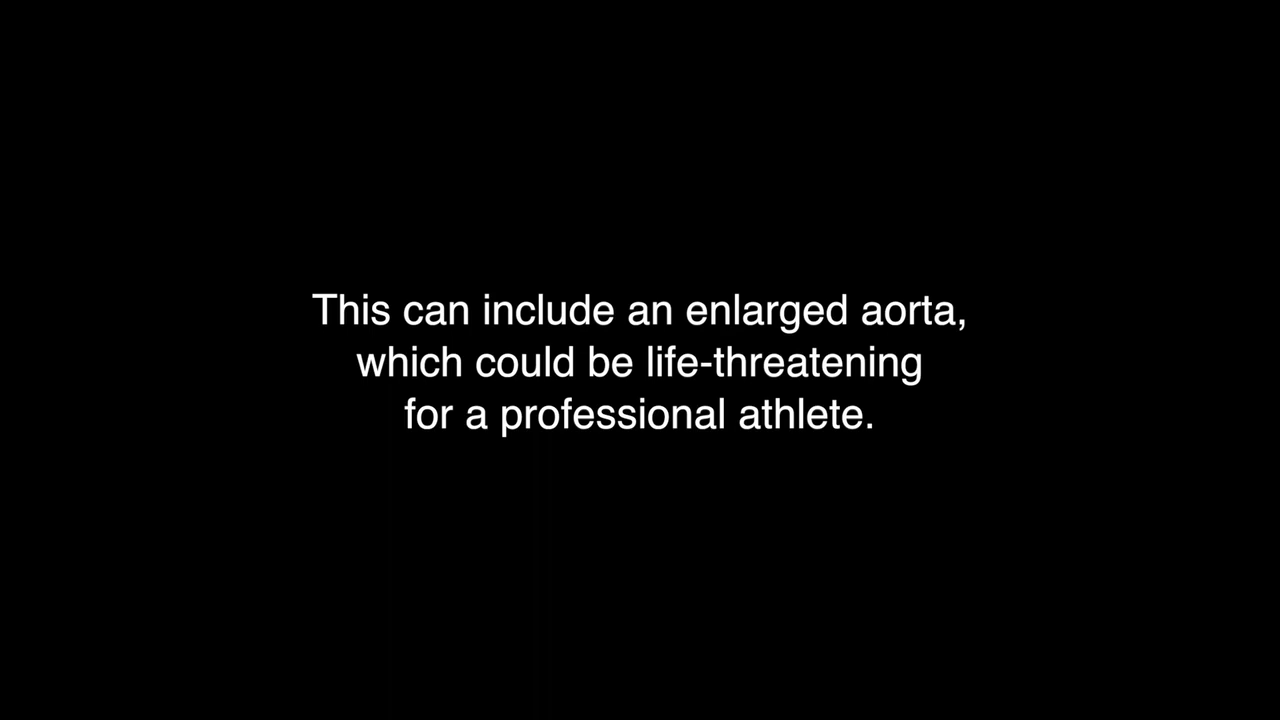 This can include an enlarged aorta,
which could be life-threatening
for a professional athlete.